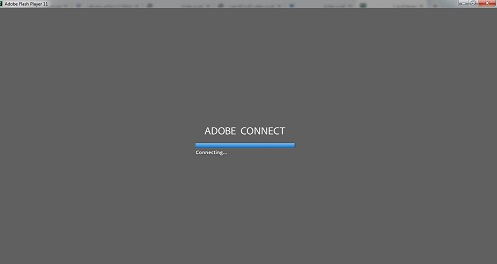 Adobe Flash Player 11
ADOBE CONNECT
Connecting...